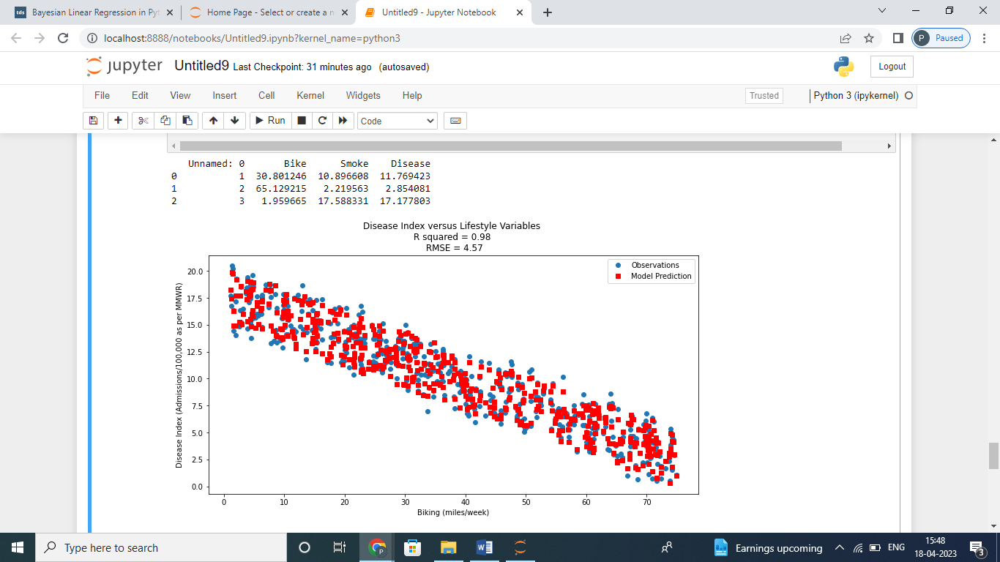 tds Bayesian Linear Regression in Pyt
Home Page - Select or create a n
Untitled9 - Jupyter Notebook
localhost:8888/notebooks/Untitled9.ipynb?kernel_name=python3
P Paused
jupyter Untitled9 Last Checkpoint: 31 minutes ago (autosaved)
Logout
File Edit View Insert Cell Kernel Widgets Help
Trusted
Python 3 (ipykernel)
Run
Code
Unnamed: 0 Bike Smoke Disease
0 1 30.801246 10.896608 11.769423
1 2 65.129215 2.219563 2.854081
2 3 1.959665 17.588331 17.177803
Disease Index versus Lifestyle Variables
R squared = 0.98
RMSE = 4.57
Observations
Model Prediction
Disease Index (Admissions/100,000 as per MMWR)
20.0
17.5
15.0
12.5
10.0
7.5
5.0
2.5
0.0
0 10 20 30 40 50 60 70
Biking (miles/week)
Type here to search
P
W
Earnings upcoming
ENG
15:48
18-04-2023
3